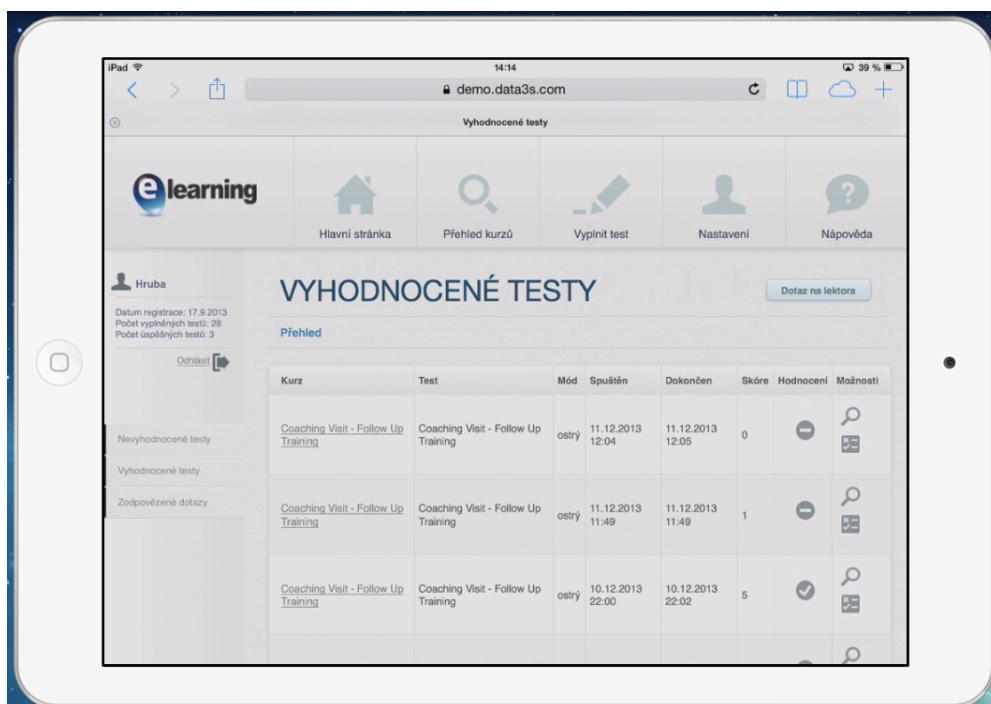 iPad
14:14
39 %
demo.data3s.com
Vyhodnocené testy
elearning
Hlavní stránka
Přehled kurzů
Vyplnit test
Nastavení
Nápověda
Hruba
Datum registrace: 17.9.2013
Počet vyplněných testů: 28
Počet úspěšných testů: 3
Odhlásit
Nevyhodnocené testy
Vyhodnocené testy
Zodpovězené dotazy
VYHODNOCENÉ TESTY
Dotaz na lektora
Přehled
Kurz Test Mód Spuštěn Dokončen Skóre Hodnocení Možnosti
Coaching Visit - Follow Up Coaching Visit - Follow Up ostrý 11.12.2013 11.12.2013 0
Training Training 12:04 12:05
Coaching Visit - Follow Up Coaching Visit - Follow Up ostrý 11.12.2013 11.12.2013 1
Training Training 11:49 11:49
Coaching Visit - Follow Up Coaching Visit - Follow Up ostrý 10.12.2013 10.12.2013 5
Training Training 22:00 22:02